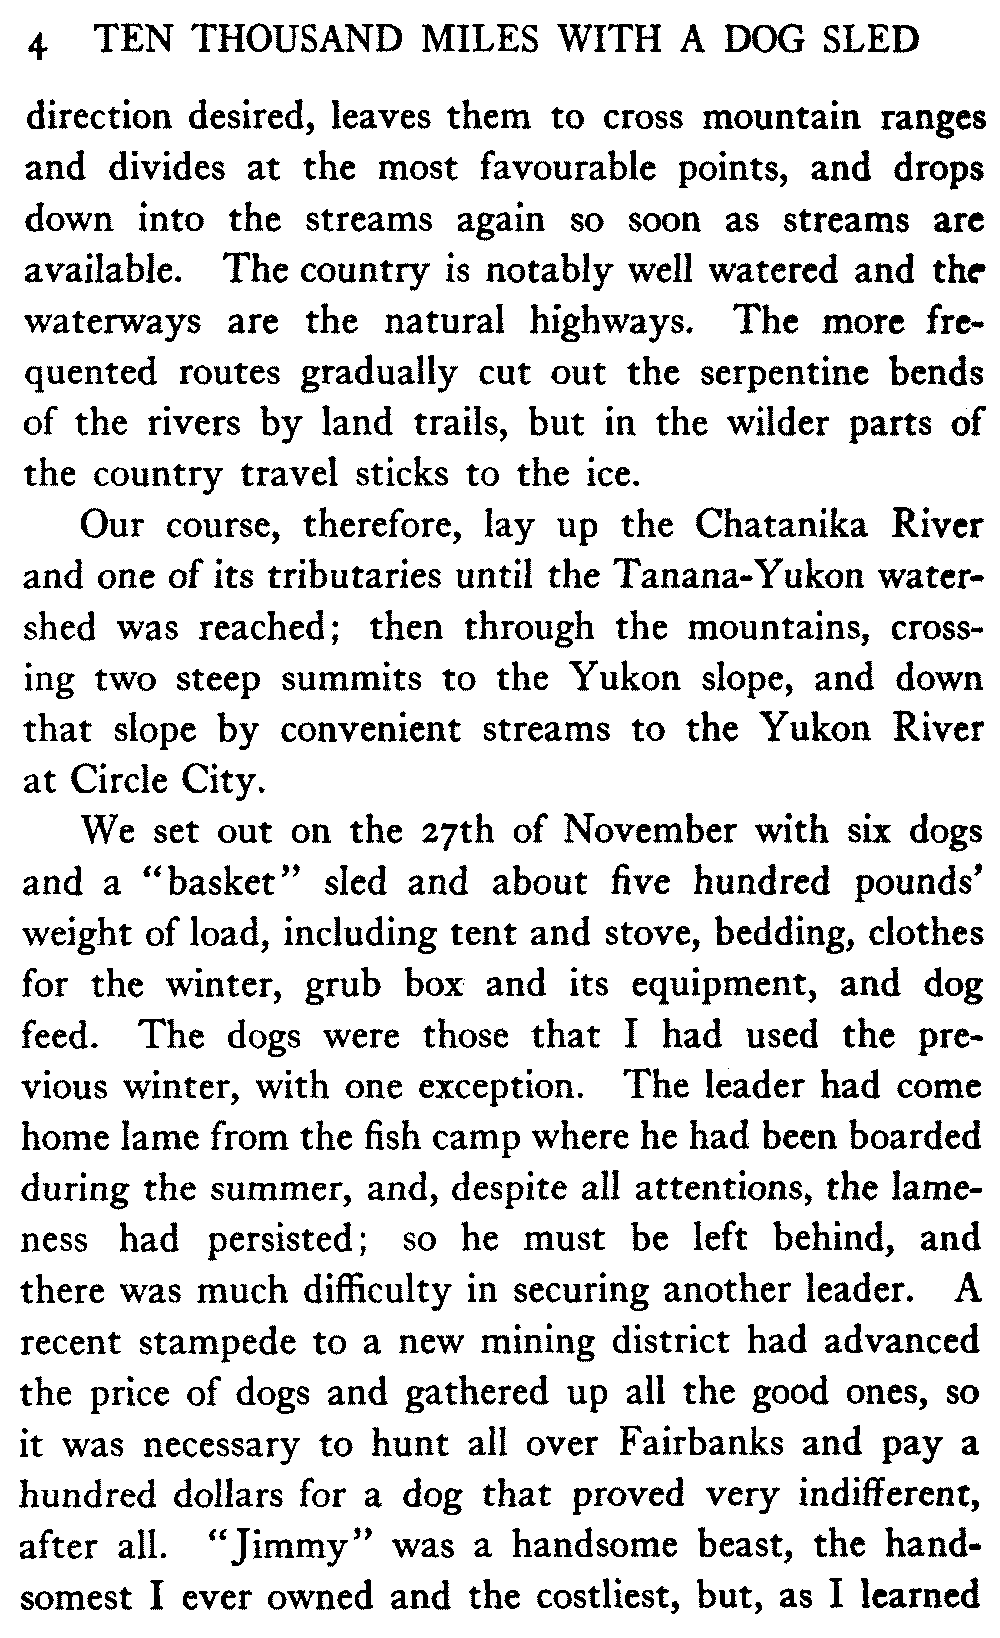 4 TEN THOUSAND MILES WITH A DOG SLED
direction desired, leaves them to cross mountain ranges
and divides at the most favourable points, and drops
down into the streams again so soon as streams are
available. The country is notably well watered and the
waterways are the natural highways. The more fre-
quented routes gradually cut out the serpentine bends
of the rivers by land trails, but in the wilder parts of
the country travel sticks to the ice.
Our course, therefore, lay up the Chatanika River
and one of its tributaries until the Tanana-Yukon water-
shed was reached; then through the mountains, cross-
ing two steep summits to the Yukon slope, and down
that slope by convenient streams to the Yukon River
at Circle City.
We set out on the 27th of November with six dogs
and a “basket” sled and about five hundred pounds’
weight of load, including tent and stove, bedding, clothes
for the winter, grub box and its equipment, and dog
feed. The dogs were those that I had used the pre-
vious winter, with one exception. The leader had come
home lame from the fish camp where he had been boarded
during the summer, and, despite all attentions, the lame-
ness had persisted; so he must be left behind, and
there was much difficulty in securing another leader. A
recent stampede to a new mining district had advanced
the price of dogs and gathered up all the good ones, so
it was necessary to hunt all over Fairbanks and pay a
hundred dollars for a dog that proved very indifferent,
after all. “Jimmy” was a handsome beast, the hand-
somest I ever owned and the costliest, but, as I learned